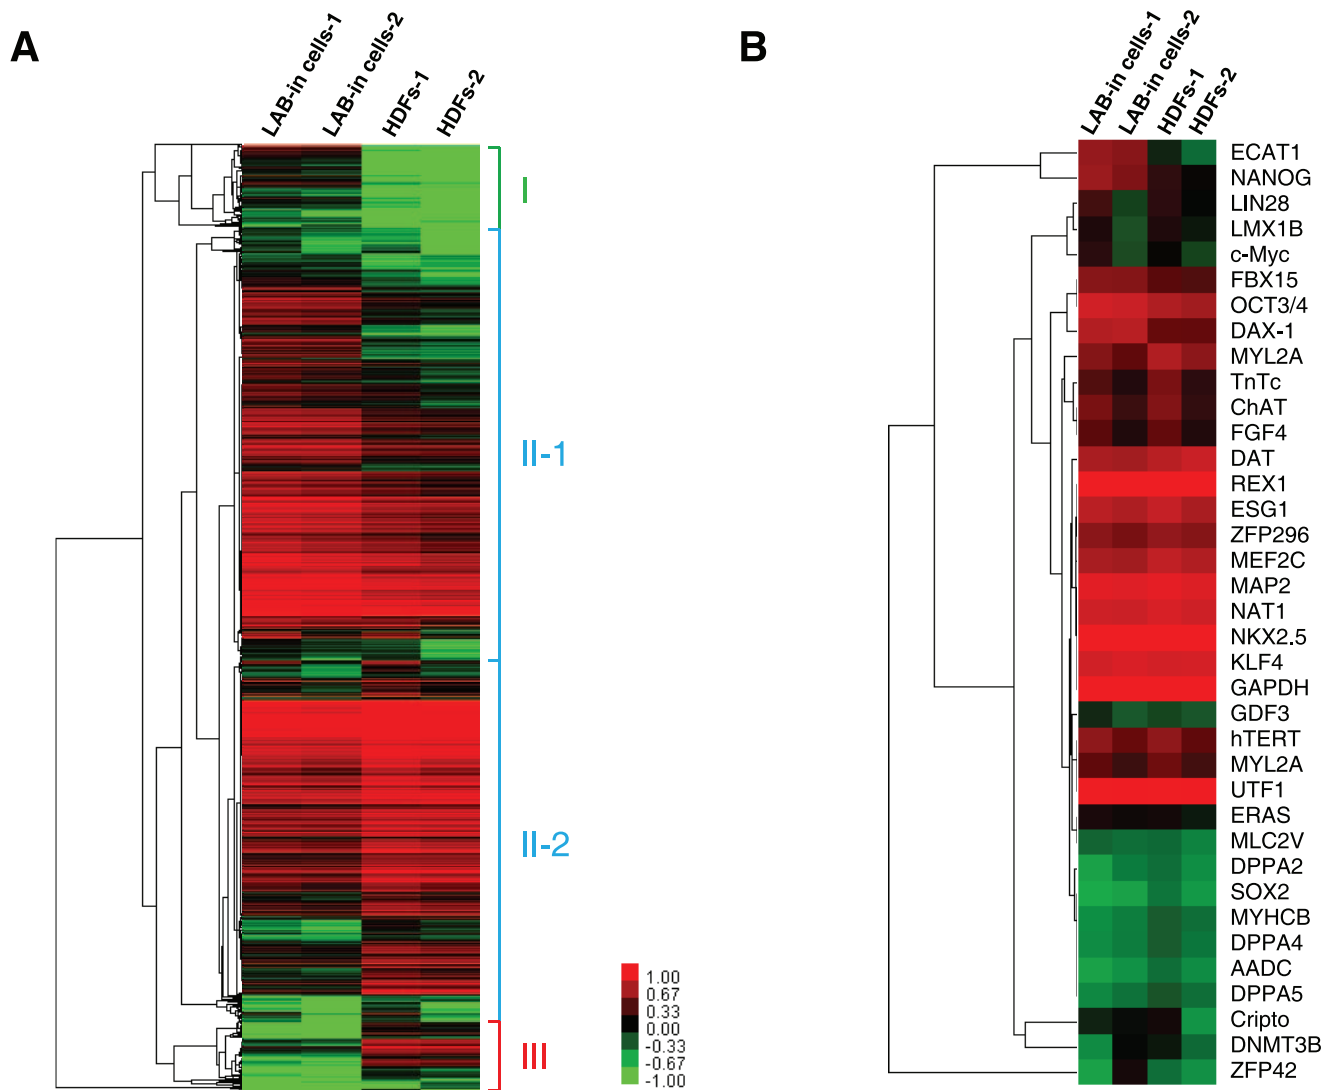 A
LAB-in cells-1
LAB-in cells-2
HDFs-1
HDFs-2
I
II-1
II-2
III
1.00
0.67
0.33
0.00
-0.33
-0.67
-1.00
B
LAB-in cells-1
LAB-in cells-2
HDFs-1
HDFs-2
ECAT1
NANOG
LIN28
LMX1B
c-Myc
FBX15
OCT3/4
DAX-1
MYL2A
TnTc
ChAT
FGF4
DAT
REX1
ESG1
ZFP296
MEF2C
MAP2
NAT1
NKX2.5
KLF4
GAPDH
GDF3
hTERT
MYL2A
UTF1
ERAS
MLC2V
DPPA2
SOX2
MYHCB
DPPA4
AADC
DPPA5
Cripto
DNMT3B
ZFP42